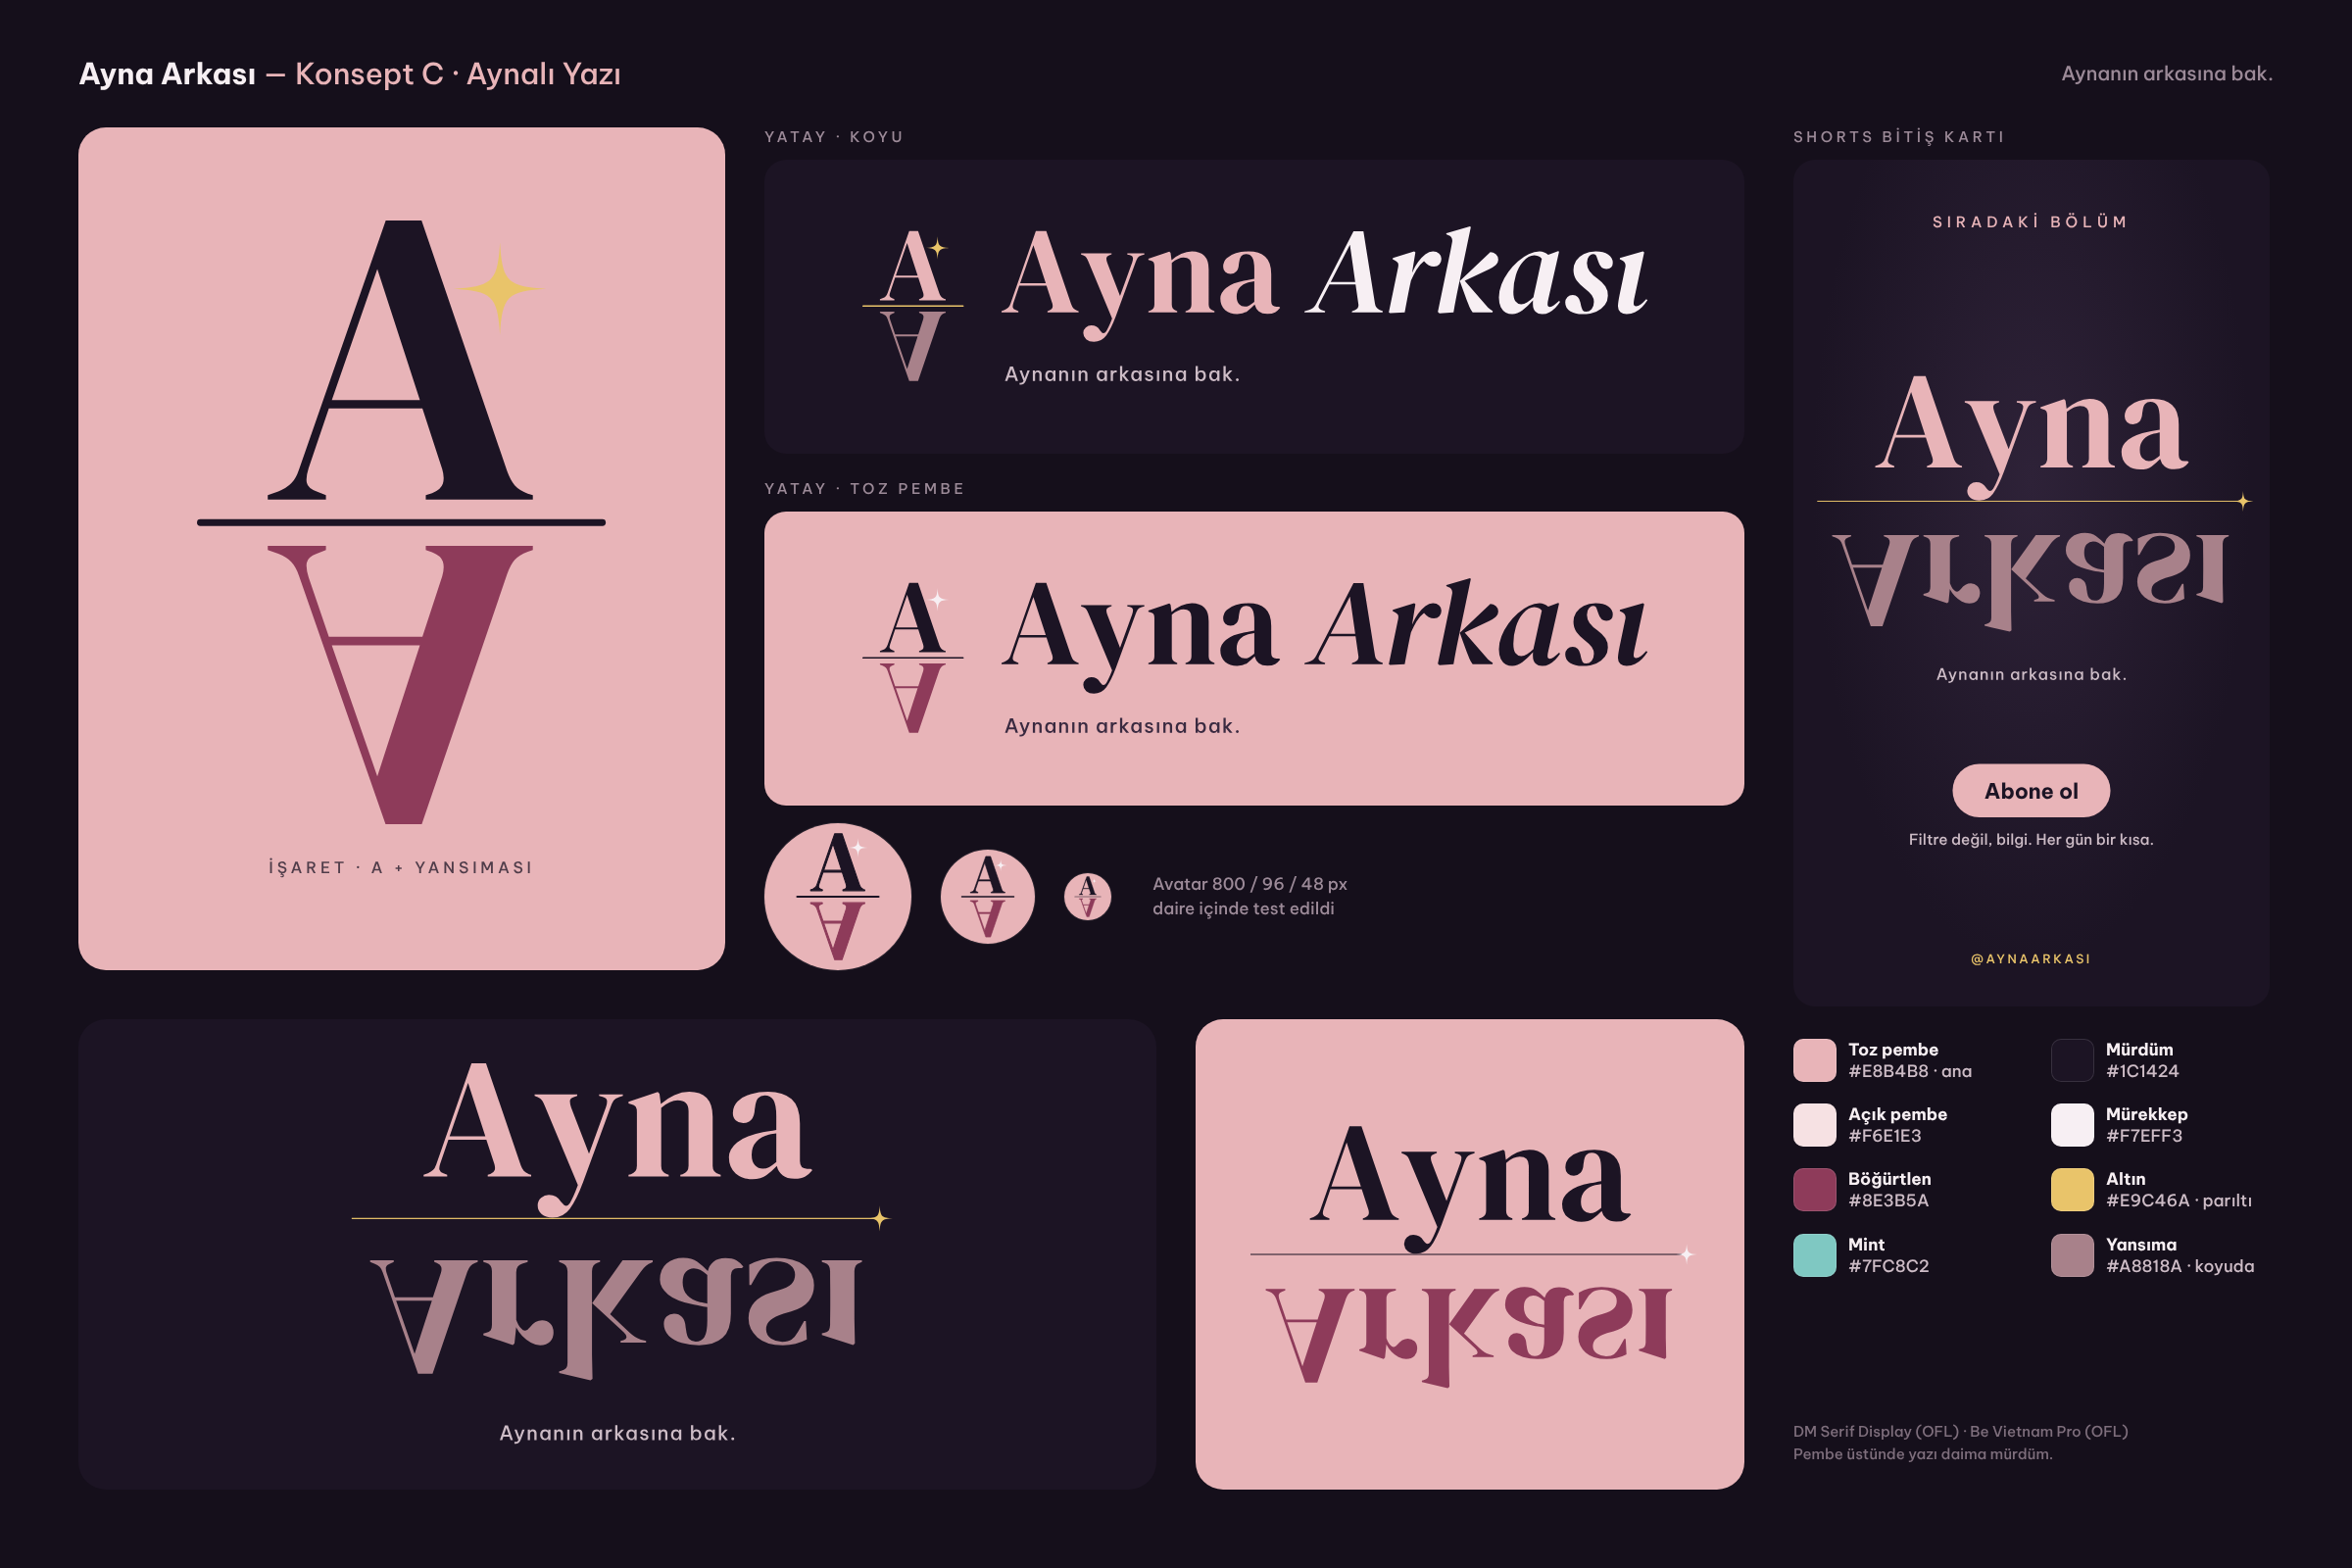 Ayna Arkası — Konsept C · Aynalı Yazı
Aynanın arkasına bak.
A
A
İŞARET · A + YANSIMASI
YATAY · KOYU
A
A
Ayna Arkası
Aynanın arkasına bak.
YATAY · TOZ PEMBE
A
A
Ayna Arkası
Aynanın arkasına bak.
A
A
A
A
A
A
Avatar 800 / 96 / 48 px
daire içinde test edildi
SHORTS BİTİŞ KARTI
SIRADAKİ BÖLÜM
Ayna
Arkası
Aynanın arkasına bak.
Abone ol
Filtre değil, bilgi. Her gün bir kısa.
@AYNAARKASI
Ayna
Arkası
Aynanın arkasına bak.
Ayna
Arkası
Toz pembe
#E8B4B8 · ana
Mürdüm
#1C1424
Açık pembe
#F6E1E3
Mürekkep
#F7EFF3
Böğürtlen
#8E3B5A
Altın
#E9C46A · parıltı
Mint
#7FC8C2
Yansıma
#A8818A · koyuda
DM Serif Display (OFL) · Be Vietnam Pro (OFL)
Pembe üstünde yazı daima mürdüm.